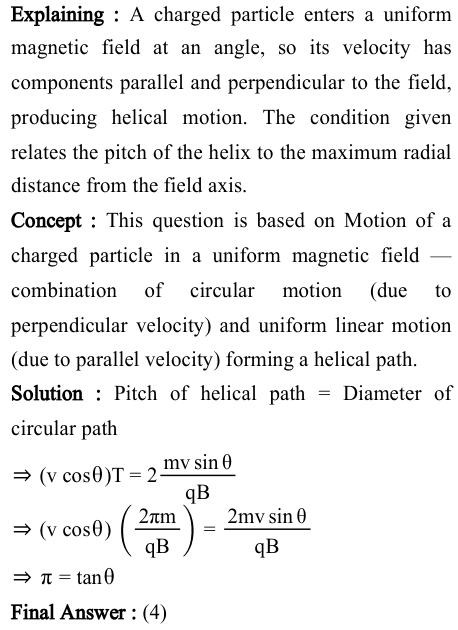 Explaining : A charged particle enters a uniform
magnetic field at an angle, so its velocity has
components parallel and perpendicular to the field,
producing helical motion. The condition given
relates the pitch of the helix to the maximum radial
distance from the field axis.
Concept : This question is based on Motion of a
charged particle in a uniform magnetic field —
combination of circular motion (due to
perpendicular velocity) and uniform linear motion
(due to parallel velocity) forming a helical path.
Solution : Pitch of helical path = Diameter of
circular path
⇒ (v cosθ)T = 2 \frac{mv sin θ}{qB}
⇒ (v cosθ) (\frac{2πm}{qB}) = \frac{2mv sin θ}{qB}
⇒ π = tanθ
Final Answer : (4)